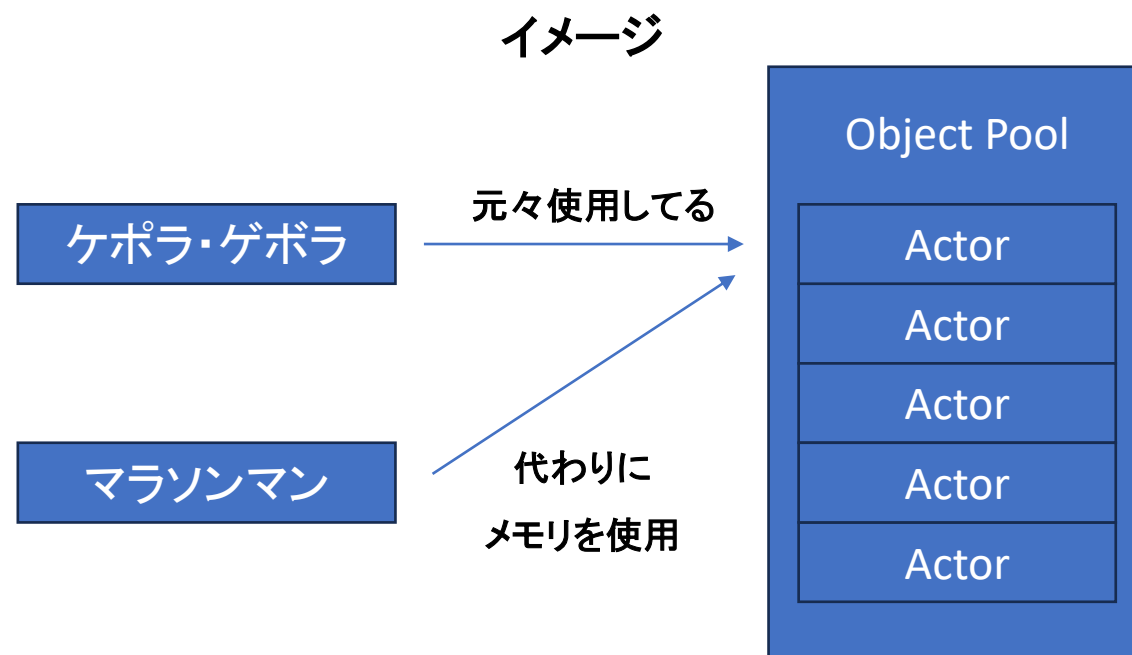 イメージ
Object Pool
元々使用してる
ケポラ・ゲボラ
Actor
Actor
Actor
代わりに
マラソンマン
Actor
メモリを使用
Actor